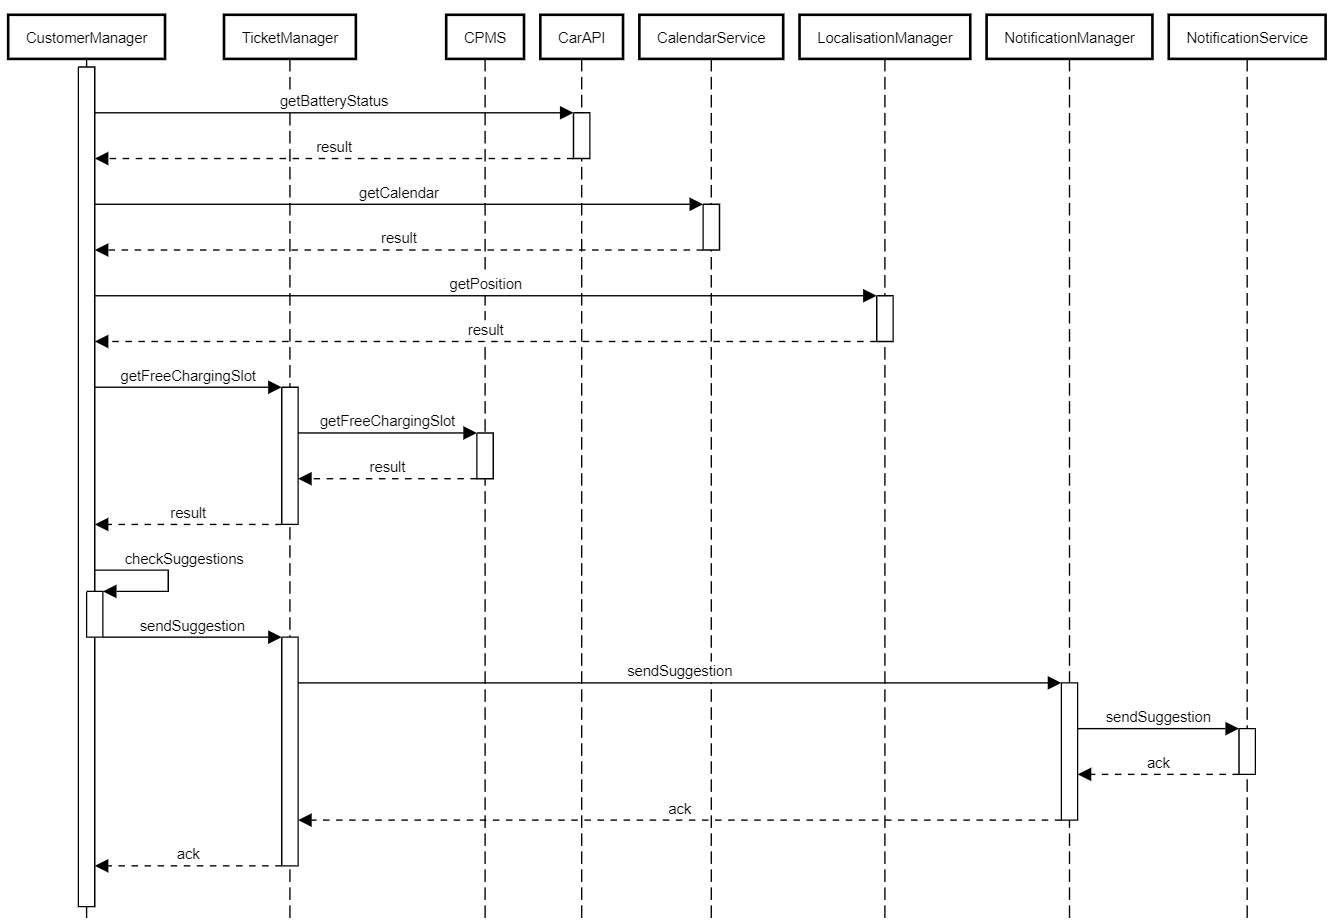 CustomerManager
TicketManager
CPMS
CarAPI
CalendarService
LocalisationManager
NotificationManager
NotificationService
getBatteryStatus
result
getCalendar
result
getPosition
result
getFreeChargingSlot
getFreeChargingSlot
result
result
checkSuggestions
sendSuggestion
sendSuggestion
sendSuggestion
ack
ack
ack